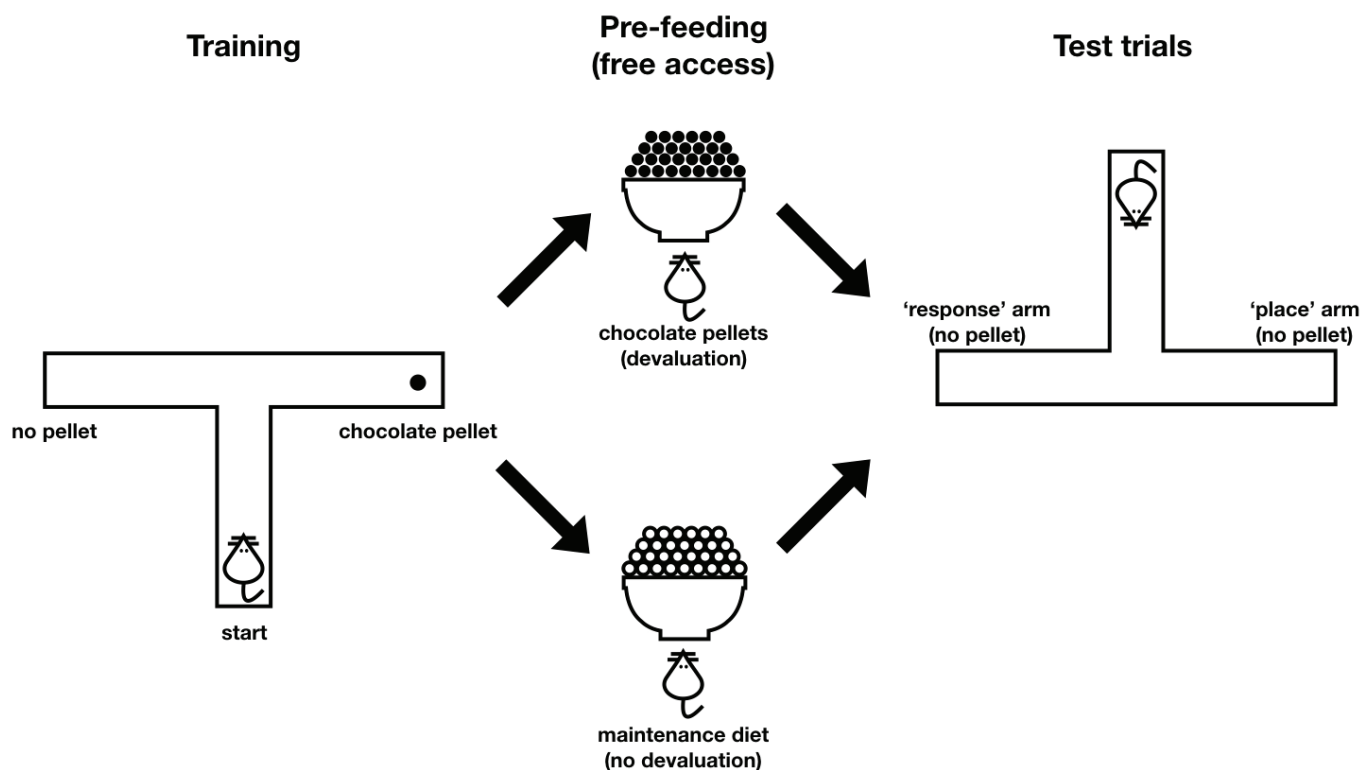 Training
Pre-feeding
(free access)
Test trials
no pellet
chocolate pellet
start
chocolate pellets
(devaluation)
maintenance diet
(no devaluation)
‘response’ arm
(no pellet)
‘place’ arm
(no pellet)